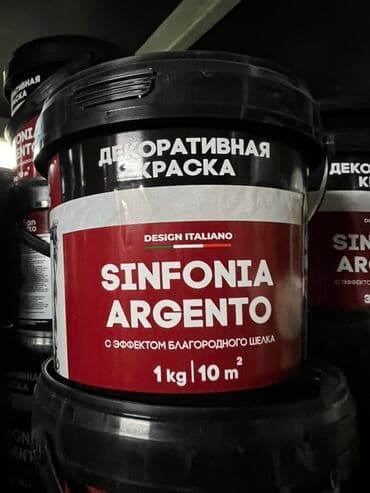 ДЕКОРАТИВНАЯ
КРАСКА
DESIGN ITALIANO
SINFONIA
ARGENTO
С ЭФФЕКТОМ БЛАГОРОДНОГО ШЕЛКА
1 kg | 10 m²